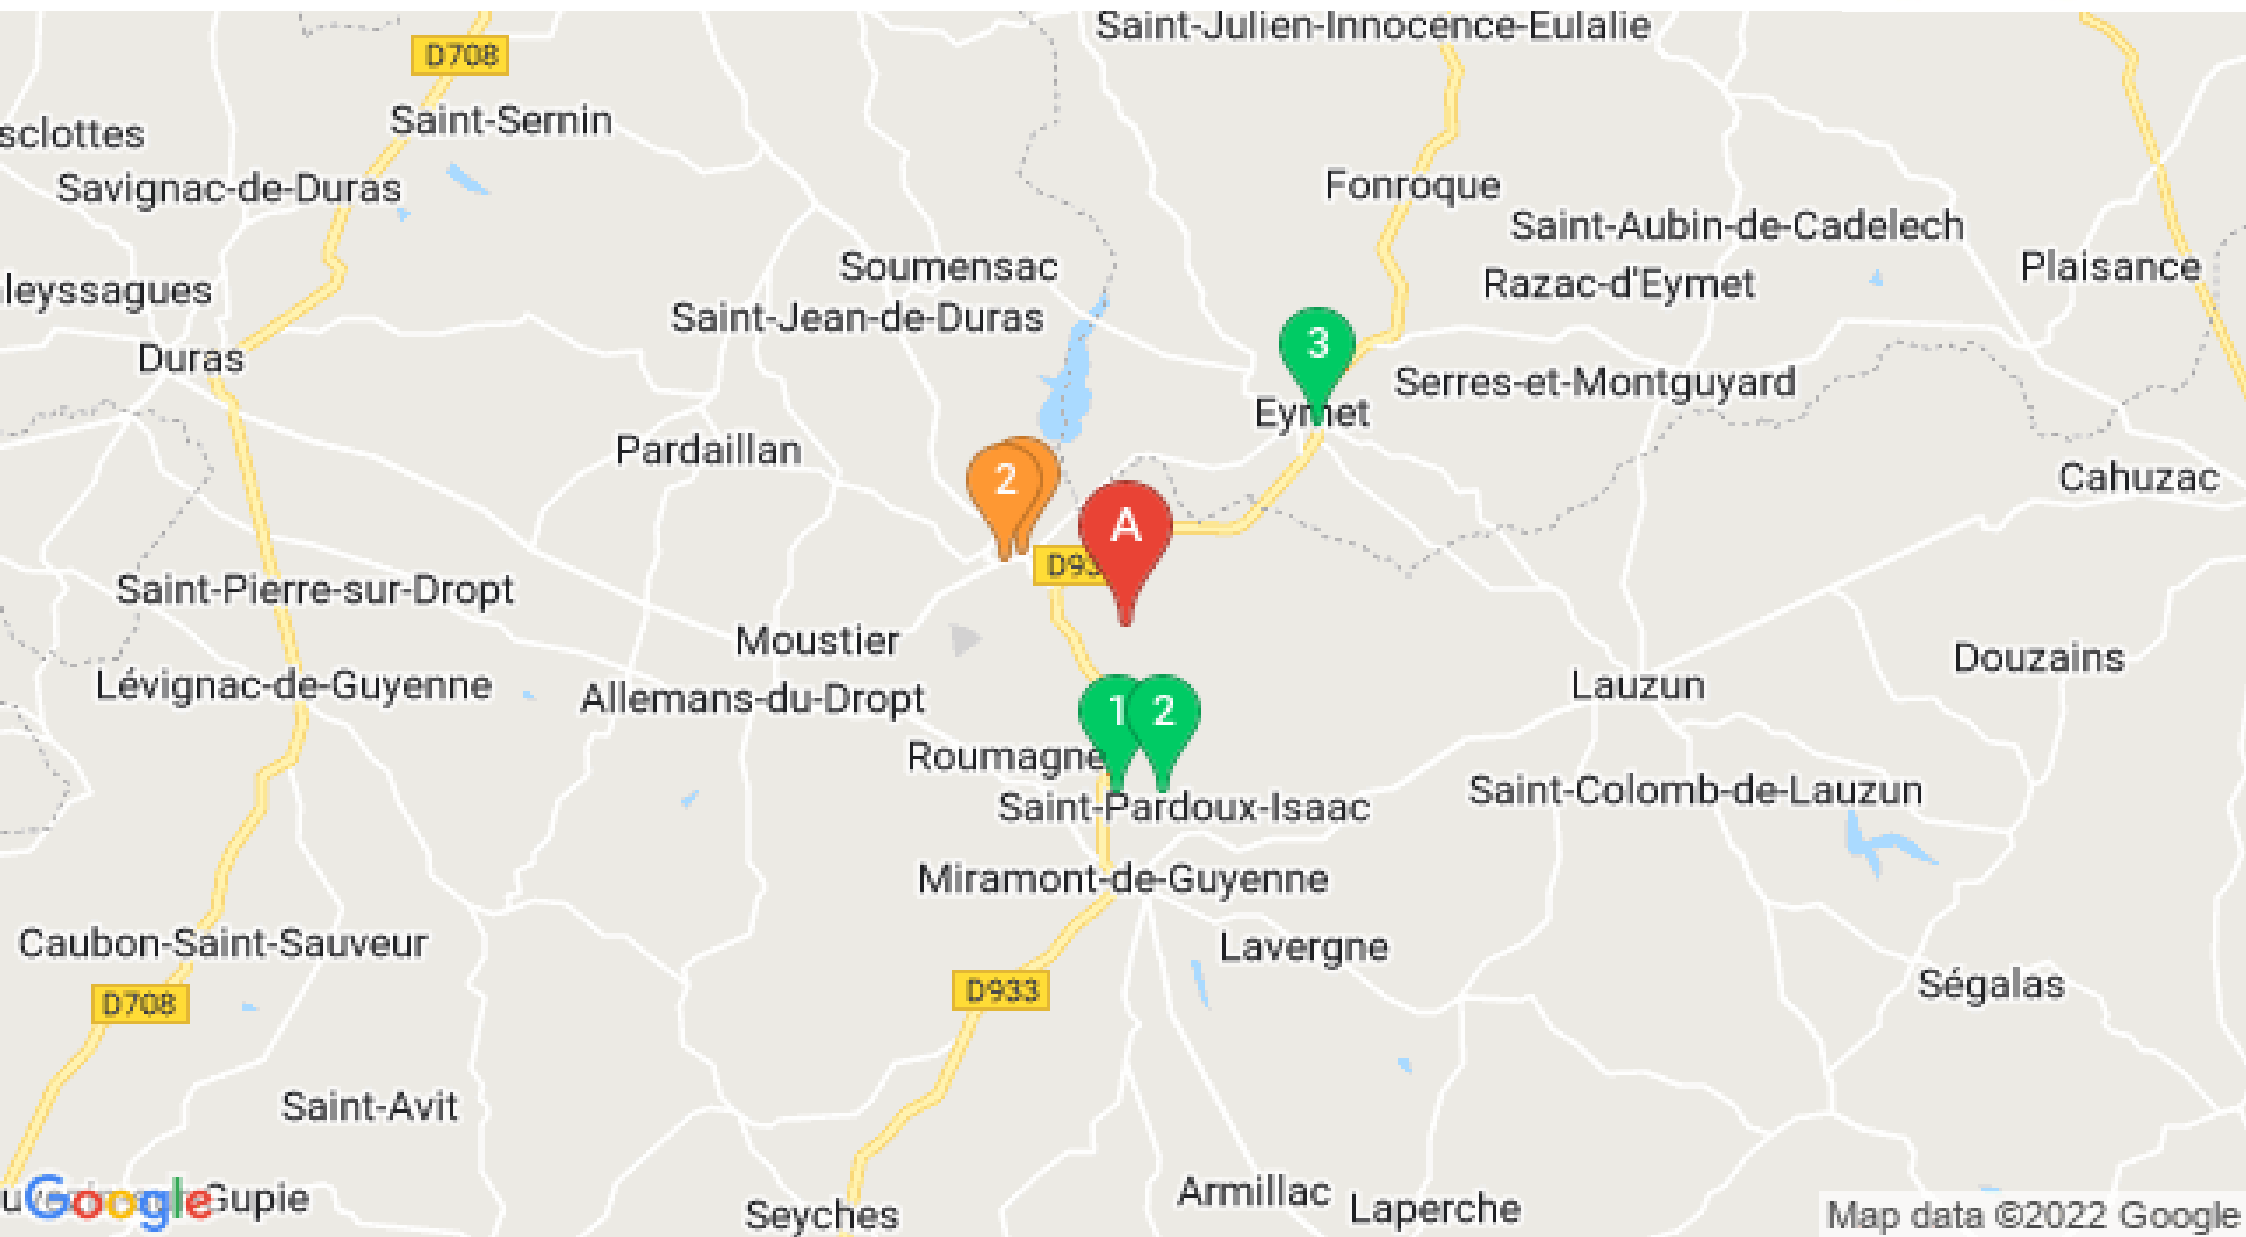 Saint-Julien-Innocence-Eulalie
D708
Saint-Sernin
sclottes
Savignac-de-Duras
Fonroque
Saint-Aubin-de-Cadelech
Soumensac
Plaisance
leyssagues
Razac-d'Eymet
Saint-Jean-de-Duras
3
Duras
Serres-et-Montguyard
Eymet
Pardaillan
2
Cahuzac
A
D93
Saint-Pierre-sur-Dropt
Moustier
Douzains
Lévignac-de-Guyenne
Lauzun
Allemans-du-Dropt
1
2
Roumagne
Saint-Colomb-de-Lauzun
Saint-Pardoux-Isaac
Miramont-de-Guyenne
Caubon-Saint-Sauveur
Lavergne
Ségalas
D933
D708
Saint-Avit
Armillac
Google
Gupie
Laperche
Seyches
Map data ©2022 Google